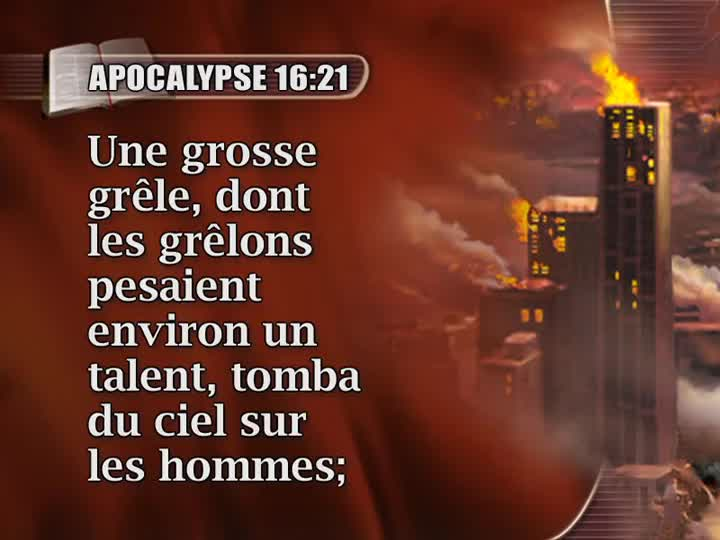 APOCALYPSE 16:21
Une grosse
grêle, dont
les grêlons
pesaient
environ un
talent, tomba
du ciel sur
les hommes;